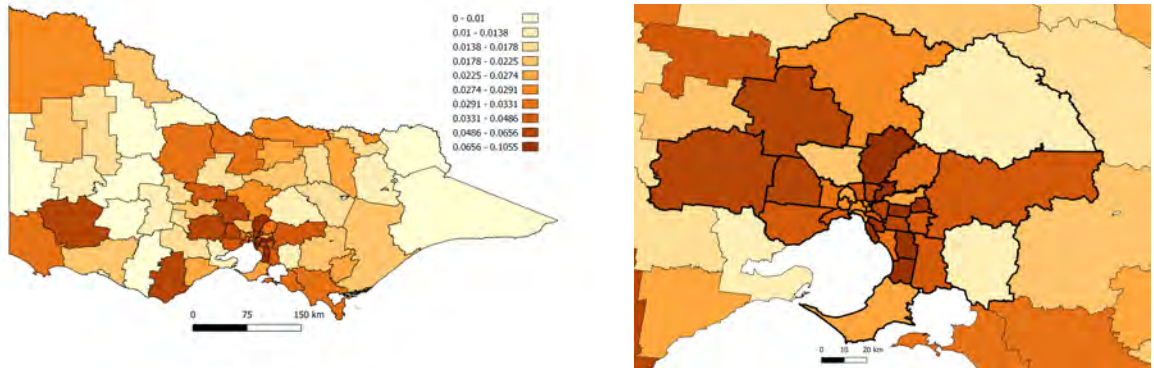 0 - 0.01
0.01 - 0.0138
0.0138 - 0.0178
0.0178 - 0.0225
0.0225 - 0.0274
0.0274 - 0.0291
0.0291 - 0.0331
0.0331 - 0.0486
0.0486 - 0.0656
0.0656 - 0.1055
0 75 150 km
0 10 20 km